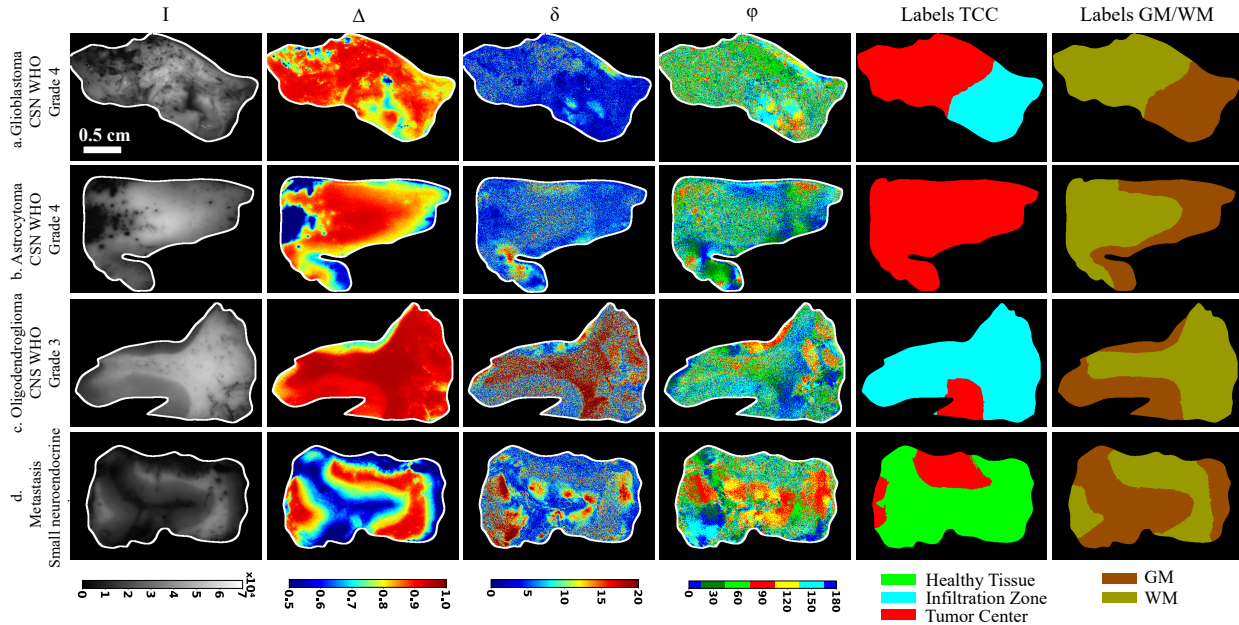 I Δ δ φ Labels TCC Labels GM/WM
a. Glioblastoma
CSN WHO
Grade 4
0.5 cm
b. Astrocytoma
CSN WHO
Grade 4
c. Oligodendroglioma
CNS WHO
Grade 3
d.
Metastasis
Small neuroendocrine
0 1 2 3 4 5 6 7 x10⁴
0.5 0.6 0.7 0.8 0.9 1.0
0 5 10 15 20
0 30 60 90 120 150 180
Healthy Tissue
Infiltration Zone
Tumor Center
GM
WM